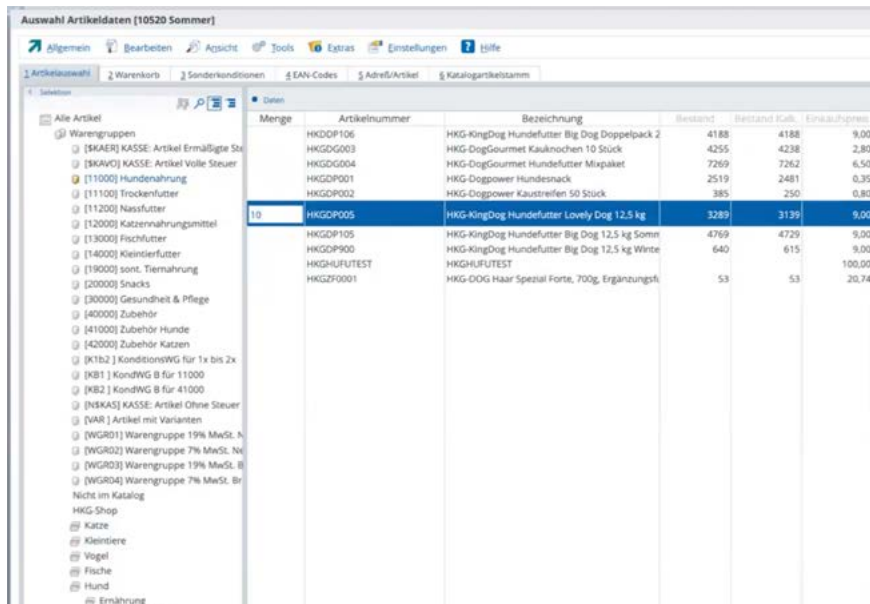 Auswahl Artikeldaten [10520 Sommer]
Allgemein Bearbeiten Ansicht Tools Extras Einstellungen Hilfe
1 Artikelauswahl 2 Warenkorb 3 Sonderkonditionen 4 EAN-Codes 5 Adreß/Artikel 6 Katalogartikelstamm
Selektion
Alle Artikel
Warengruppen
[$KAER] KASSE: Artikel Ermäßigte Ste
[$KAVO] KASSE: Artikel Volle Steuer
[11000] Hundenahrung
[11100] Trockenfutter
[11200] Nassfutter
[12000] Katzennahrungsmittel
[13000] Fischfutter
[14000] Kleintierfutter
[19000] sont. Tiernahrung
[20000] Snacks
[30000] Gesundheit & Pflege
[40000] Zubehör
[41000] Zubehör Hunde
[42000] Zubehör Katzen
[K1b2 ] KonditionsWG für 1x bis 2x
[KB1 ] KondWG B für 11000
[KB2 ] KondWG B für 41000
[N$KAS] KASSE: Artikel Ohne Steuer
[VAR ] Artikel mit Varianten
[WGR01] Warengruppe 19% MwSt. N
[WGR02] Warengruppe 7% MwSt. Ne
[WGR03] Warengruppe 19% MwSt. B
[WGR04] Warengruppe 7% MwSt. Br
Nicht im Katalog
HKG-Shop
Katze
Kleintiere
Vogel
Fische
Hund
Ernährung
Daten
Menge Artikelnummer Bezeichnung Bestand Bestand Kalk. Einkaufspreis
HKDDP106 HKG-KingDog Hundefutter Big Dog Doppelpack 2 4188 4188 9,00
HKGDG003 HKG-DogGourmet Kauknochen 10 Stück 4255 4238 2,80
HKGDG004 HKG-DogGourmet Hundefutter Mixpaket 7269 7262 6,50
HKGDP001 HKG-Dogpower Hundesnack 2519 2481 0,35
HKGDP002 HKG-Dogpower Kaustreifen 50 Stück 385 250 0,80
10 HKGDP005 HKG-KingDog Hundefutter Lovely Dog 12,5 kg 3289 3139 9,00
HKGDP105 HKG-KingDog Hundefutter Big Dog 12,5 kg Somm 4769 4729 9,00
HKGDP900 HKG-KingDog Hundefutter Big Dog 12,5 kg Winte 640 615 9,00
HKGHUFUTEST HKGHUFUTEST 100,00
HKGZF0001 HKG-DOG Haar Spezial Forte, 700g, Ergänzungsfu 53 53 20,74